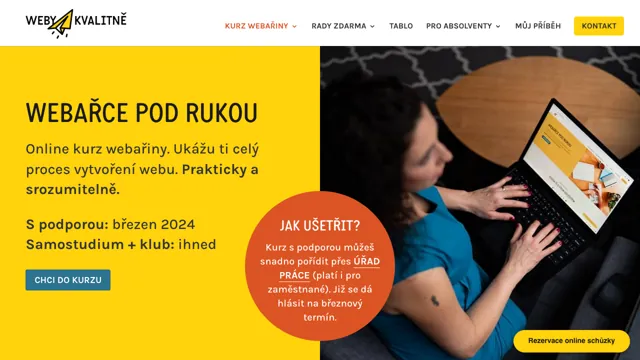 WEBY KVALITNĚ
KURZ WEBAŘINY
RADY ZDARMA
TABLO
PRO ABSOLVENTY
MŮJ PŘÍBĚH
KONTAKT
WEBAŘCE POD RUKOU
Online kurz webařiny. Ukážu ti celý
proces vytvoření webu. Prakticky a
srozumitelně.
S podporou: březen 2024
Samostudium + klub: ihned
CHCI DO KURZU
JAK UŠETŘIT?
Kurz s podporou můžeš
snadno pořídit přes ÚŘAD
PRÁCE (platí i pro
zaměstnané). Již se dá
hlásit na březnový
termín.
Rezervace online schůzky